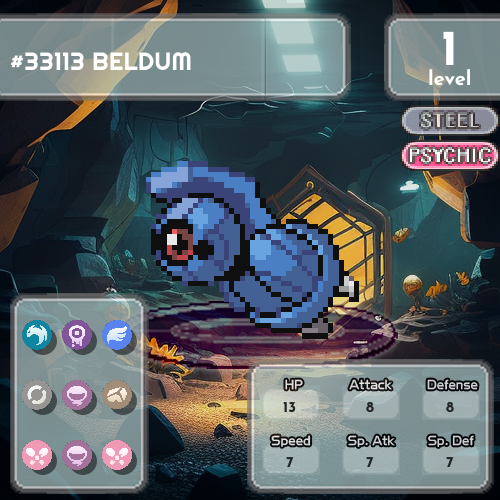 #33113 BELDUM
1
level
STEEL
PSYCHIC
HP Attack Defense
13 8 8
Speed Sp. Atk Sp. Def
7 7 7